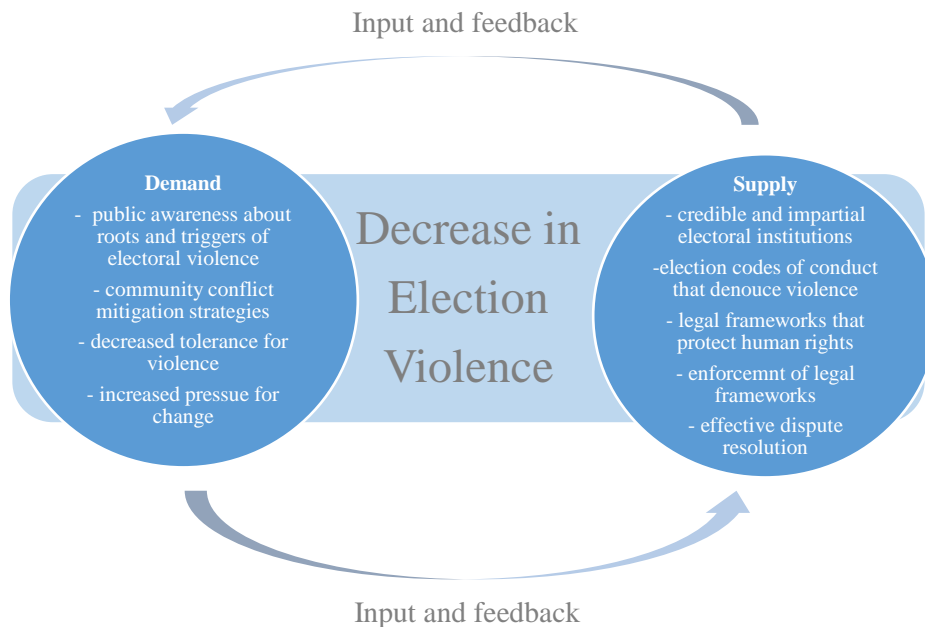 Input and feedback
Demand
- public awareness about
roots and triggers of
electoral violence
- community conflict
mitigation strategies
- decreased tolerance for
violence
- increased pressue for
change
Decrease in
Election
Violence
Supply
- credible and impartial
electoral institutions
-election codes of conduct
that denouce violence
- legal frameworks that
protect human rights
- enforcemnt of legal
frameworks
- effective dispute
resolution
Input and feedback